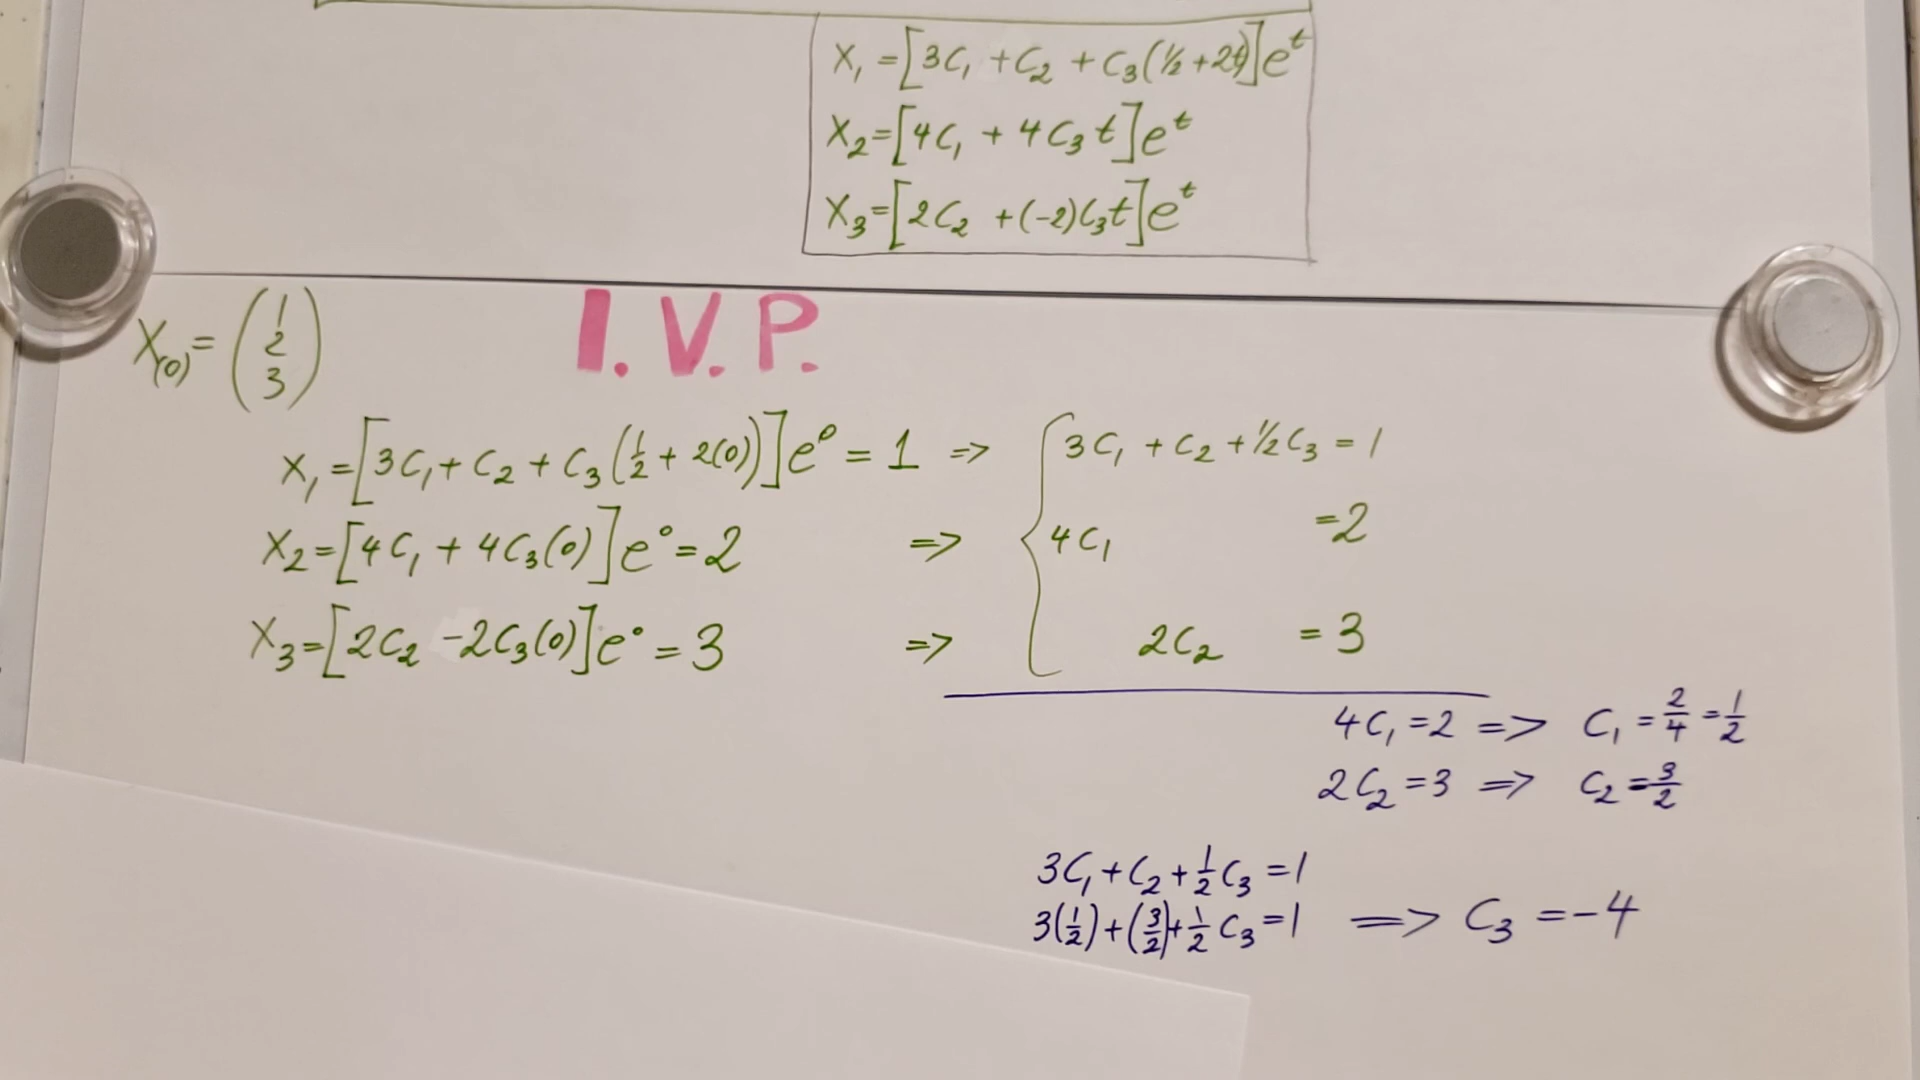 X₁ = [3C₁ + C₂ + C₃(½ + 2t)]eᵗ
X₂ = [4C₁ + 4C₃t]eᵗ
X₃ = [2C₂ + (-2)C₃t]eᵗ
X₍₀₎ = (1 2 3)
I.V.P.
X₁ = [3C₁ + C₂ + C₃(1/2 + 2(0))]e⁰ = 1 => 3C₁ + C₂ + ½C₃ = 1
X₂ = [4C₁ + 4C₃(0)]e⁰ = 2 => 4C₁ = 2
X₃ = [2C₂ - 2C₃(0)]e⁰ = 3 => 2C₂ = 3
4C₁ = 2 => C₁ = 2/4 = 1/2
2C₂ = 3 => C₂ = 3/2
3C₁ + C₂ + 1/2 C₃ = 1
3(1/2) + (3/2) + 1/2 C₃ = 1 => C₃ = -4